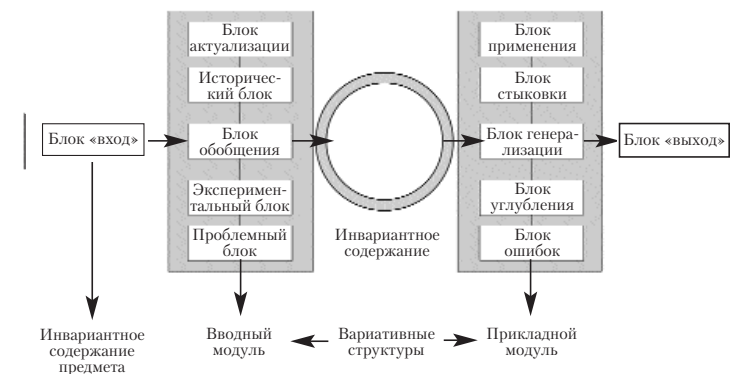 Блок «вход»
Блок
актуализации
Историчес-
кий блок
Блок
обобщения
Эксперимен-
тальный блок
Проблемный
блок
Инвариантное
содержание
Блок
применения
Блок
стыковки
Блок генера-
лизации
Блок
углубления
Блок
ошибок
Блок «выход»
Инвариантное
содержание
предмета
Вводный
модуль
Вариативные
структуры
Прикладной
модуль